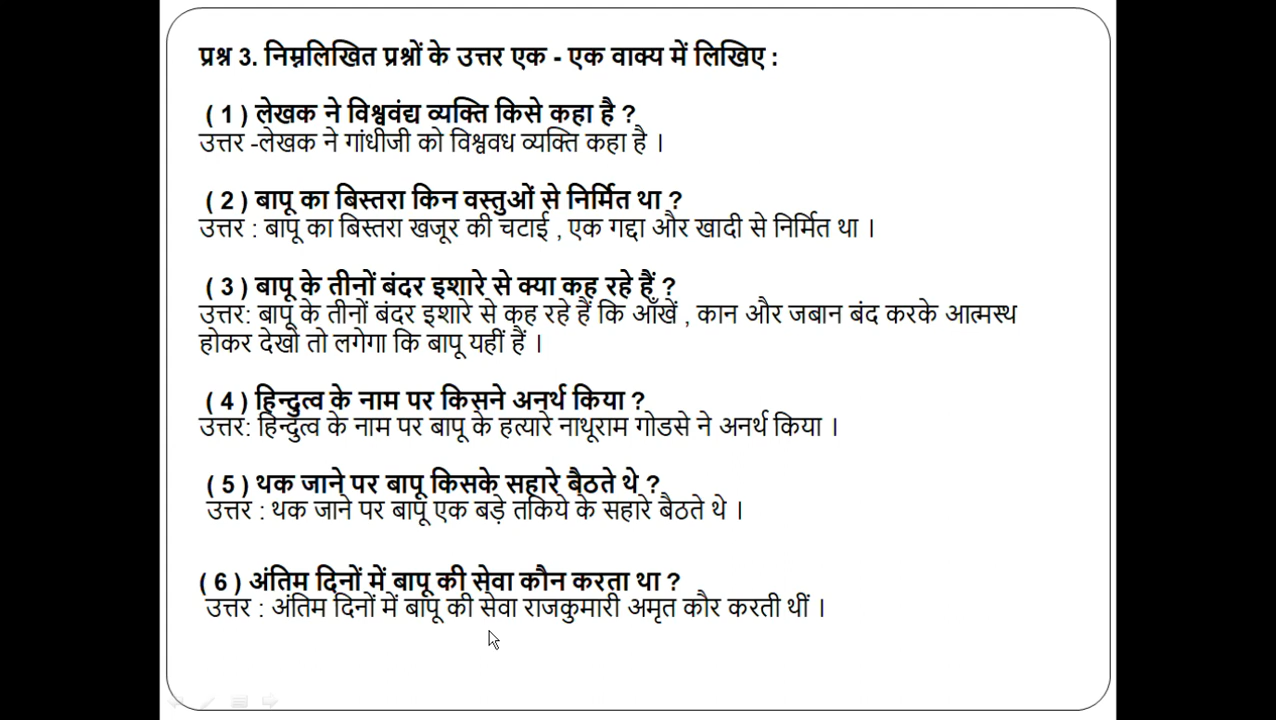 प्रश्न 3. निम्नलिखित प्रश्नों के उत्तर एक - एक वाक्य में लिखिए :
( 1 ) लेखक ने विश्ववंद्य व्यक्ति किसे कहा है ?
उत्तर -लेखक ने गांधीजी को विश्ववध व्यक्ति कहा है ।
( 2 ) बापू का बिस्तरा किन वस्तुओं से निर्मित था ?
उत्तर : बापू का बिस्तरा खजूर की चटाई , एक गद्दा और खादी से निर्मित था ।
( 3 ) बापू के तीनों बंदर इशारे से क्या कह रहे हैं ?
उत्तर: बापू के तीनों बंदर इशारे से कह रहे हैं कि आँखें , कान और जबान बंद करके आत्मस्थ
होकर देखो तो लगेगा कि बापू यहीं हैं ।
( 4 ) हिन्दुत्व के नाम पर किसने अनर्थ किया ?
उत्तर: हिन्दुत्व के नाम पर बापू के हत्यारे नाथूराम गोडसे ने अनर्थ किया ।
( 5 ) थक जाने पर बापू किसके सहारे बैठते थे ?
उत्तर : थक जाने पर बापू एक बड़े तकिये के सहारे बैठते थे ।
( 6 ) अंतिम दिनों में बापू की सेवा कौन करता था ?
उत्तर : अंतिम दिनों में बापू की सेवा राजकुमारी अमृत कौर करती थीं ।